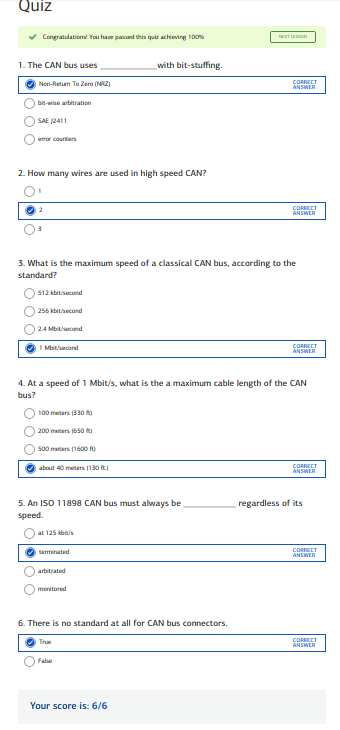 Quiz
Congratulations! You have passed this quiz achieving 100%
NEXT LESSON
1. The CAN bus uses ____________with bit-stuffing.
Non-Return To Zero (NRZ)
CORRECT
ANSWER
bit-wise arbitration
SAE J2411
error counters
2. How many wires are used in high speed CAN?
1
2
CORRECT
ANSWER
3
3. What is the maximum speed of a classical CAN bus, according to the
standard?
512 kbit/second
256 kbit/second
2.4 Mbit/second
1 Mbit/second
CORRECT
ANSWER
4. At a speed of 1 Mbit/s, what is the a maximum cable length of the CAN
bus?
100 meters (330 ft)
200 meters (650 ft)
500 meters (1600 ft)
about 40 meters (130 ft.)
CORRECT
ANSWER
5. An ISO 11898 CAN bus must always be ___________ regardless of its
speed.
at 125 kbit/s
terminated
CORRECT
ANSWER
arbitrated
monitored
6. There is no standard at all for CAN bus connectors.
True
CORRECT
ANSWER
False
Your score is: 6/6